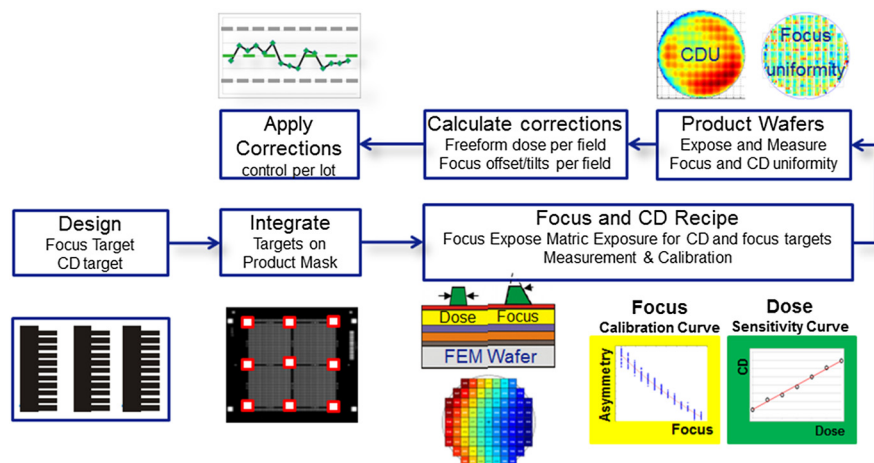 CDU
Focus
uniformity
Apply
Corrections
control per lot
Calculate corrections
Freeform dose per field
Focus offset/tilts per field
Product Wafers
Expose and Measure
Focus and CD uniformity
Design
Focus Target
CD target
Integrate
Targets on
Product Mask
Focus and CD Recipe
Focus Expose Matric Exposure for CD and focus targets
Measurement & Calibration
Dose
Focus
FEM Wafer
Focus
Calibration Curve
Asymmetry
Focus
Dose
Sensitivity Curve
CD
Dose